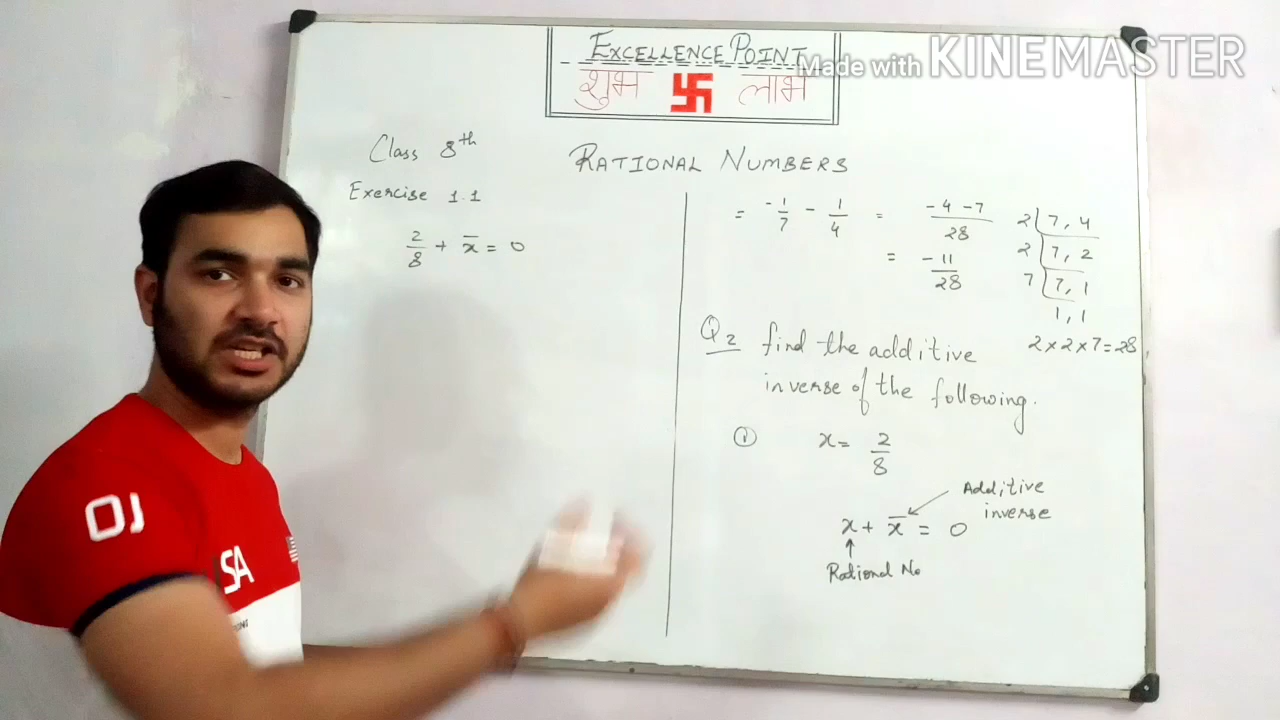 EXCELLENCE POINT
Made with KINEMASTER
शुभ 卐 लाभ
Class 8th
RATIONAL NUMBERS
Exercise 1.1
2/8 + x̄ = 0
= -1/7 - 1/4 = -4-7/28
= -11/28
2 7, 4
2 7, 2
7 7, 1
1, 1
2×2×7=28
Q2 find the additive
inverse of the following.
① x = 2/8
Additive
inverse
x + x̄ = 0
Rational No
OJ
SA